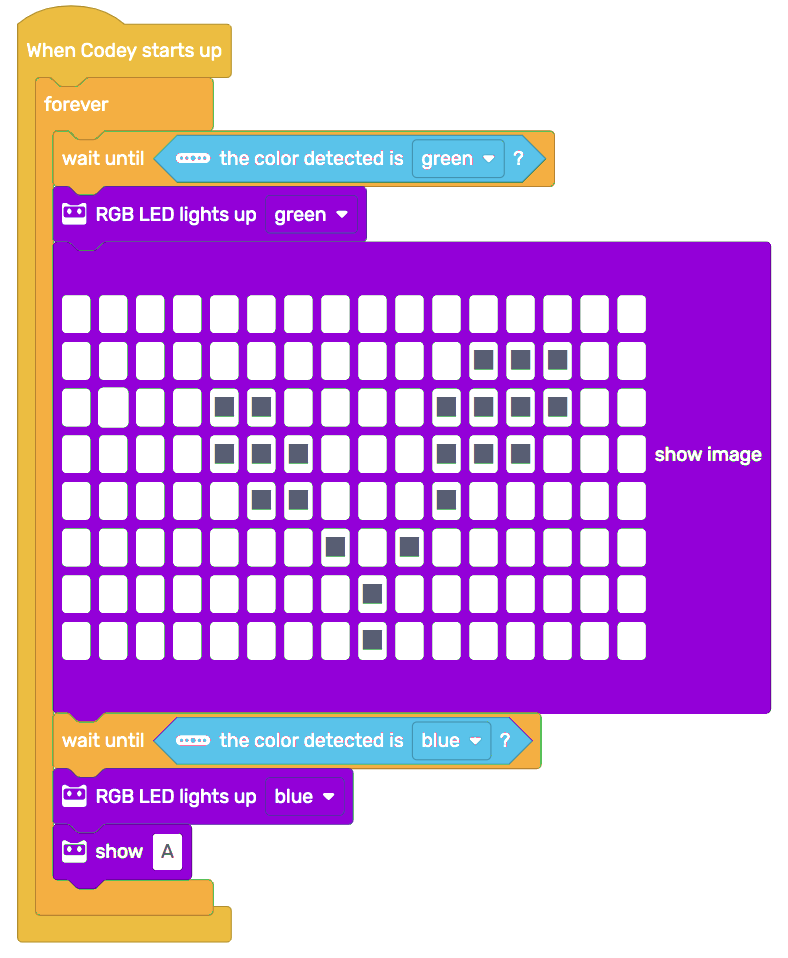 When Codey starts up
forever
wait until the color detected is green ?
RGB LED lights up green
show image
wait until the color detected is blue ?
RGB LED lights up blue
show A